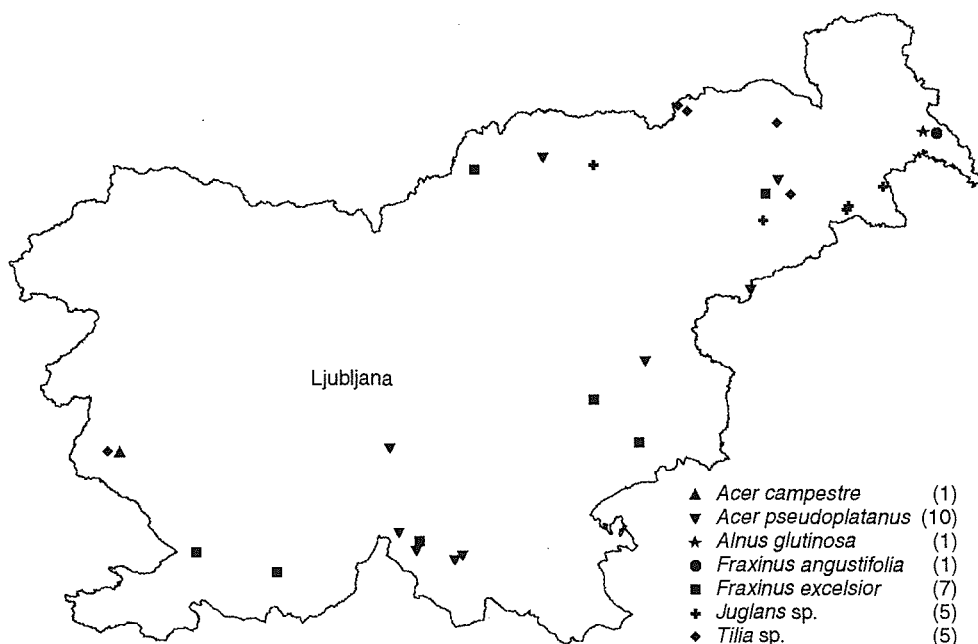 Ljubljana
Acer campestre (1)
Acer pseudoplatanus (10)
Alnus glutinosa (1)
Fraxinus angustifolia (1)
Fraxinus excelsior (7)
Juglans sp. (5)
Tilia sp. (5)